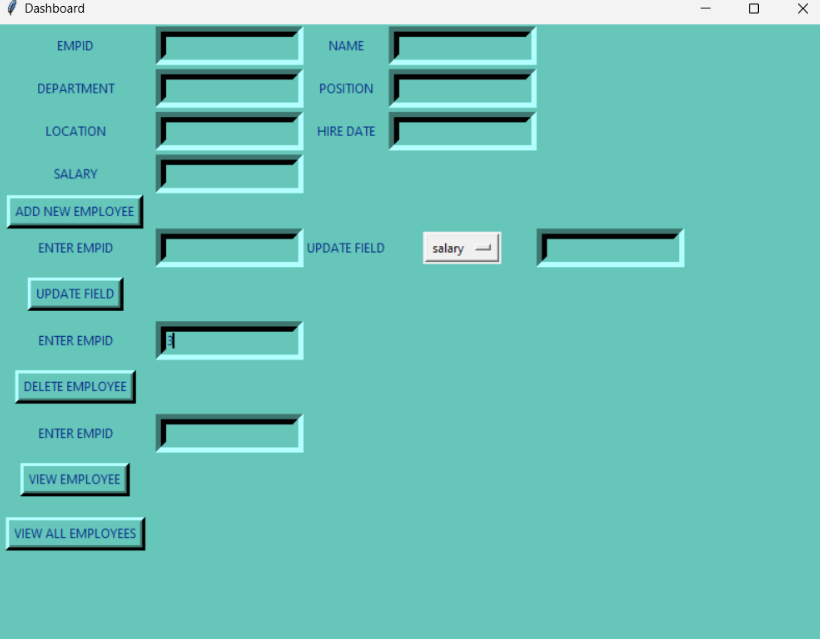 Dashboard
EMPID NAME
DEPARTMENT POSITION
LOCATION HIRE DATE
SALARY
ADD NEW EMPLOYEE
ENTER EMPID UPDATE FIELD salary
UPDATE FIELD
ENTER EMPID 3
DELETE EMPLOYEE
ENTER EMPID
VIEW EMPLOYEE
VIEW ALL EMPLOYEES